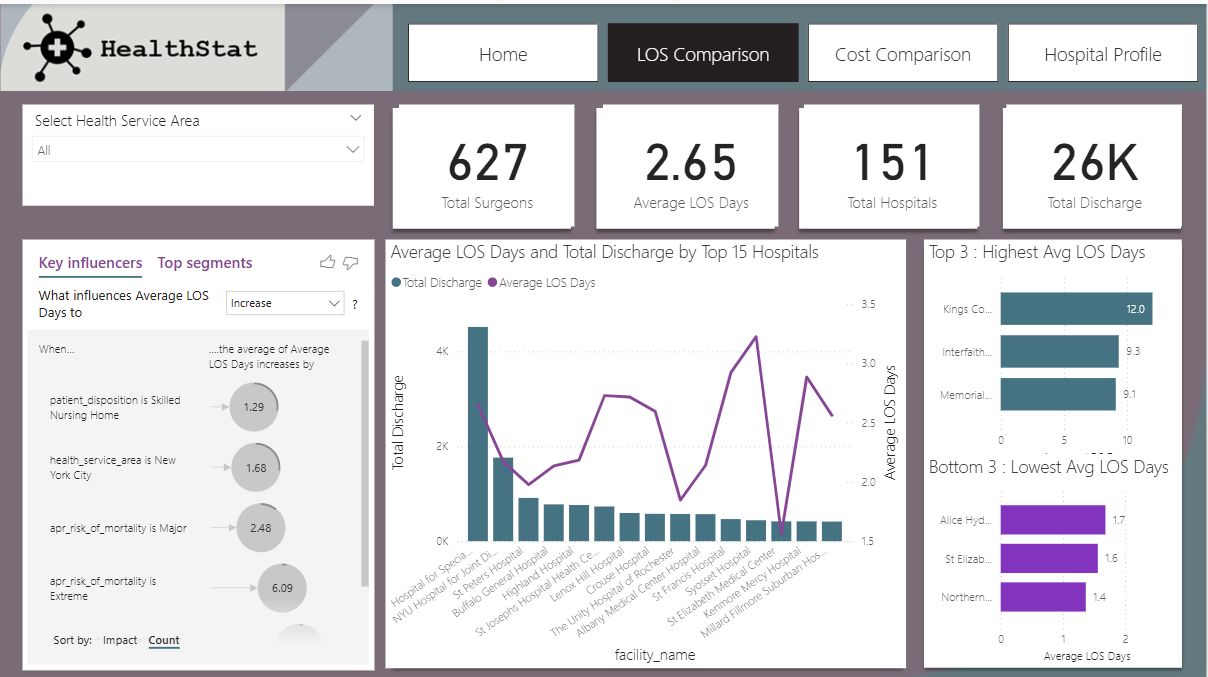 HealthStat
Home
LOS Comparison
Cost Comparison
Hospital Profile
Select Health Service Area
All
627
Total Surgeons
2.65
Average LOS Days
151
Total Hospitals
26K
Total Discharge
Key influencers
Top segments
What influences Average LOS
Days to
Increase
?
When...
....the average of Average
LOS Days increases by
patient_disposition is Skilled
Nursing Home
1.29
health_service_area is New
York City
1.68
apr_risk_of_mortality is Major
2.48
apr_risk_of_mortality is
Extreme
6.09
Sort by:
Impact
Count
Average LOS Days and Total Discharge by Top 15 Hospitals
Total Discharge
Average LOS Days
Total Discharge
4K
2K
0K
3.5
3.0
2.5
2.0
1.5
Average LOS Days
Hospital for Specia...
NYU Hospital for Joint Di...
St Peters Hospital
Buffalo General Hospital
Highland Hospital
St Josephs Hospital Health Ce...
Lenox Hill Hospital
Crouse Hospital
The Unity Hospital of Rochester
Albany Medical Center Hospital
St Francis Hospital
Syosset Hospital
St Elizabeth Medical Center
Kenmore Mercy Hospital
Millard Fillmore Suburban Hos...
facility_name
Top 3 : Highest Avg LOS Days
Kings Co...
12.0
Interfaith...
9.3
Memorial...
9.1
0
5
10
Bottom 3 : Lowest Avg LOS Days
Alice Hyd...
1.7
St Elizab...
1.6
Northern...
1.4
0
1
2
Average LOS Days